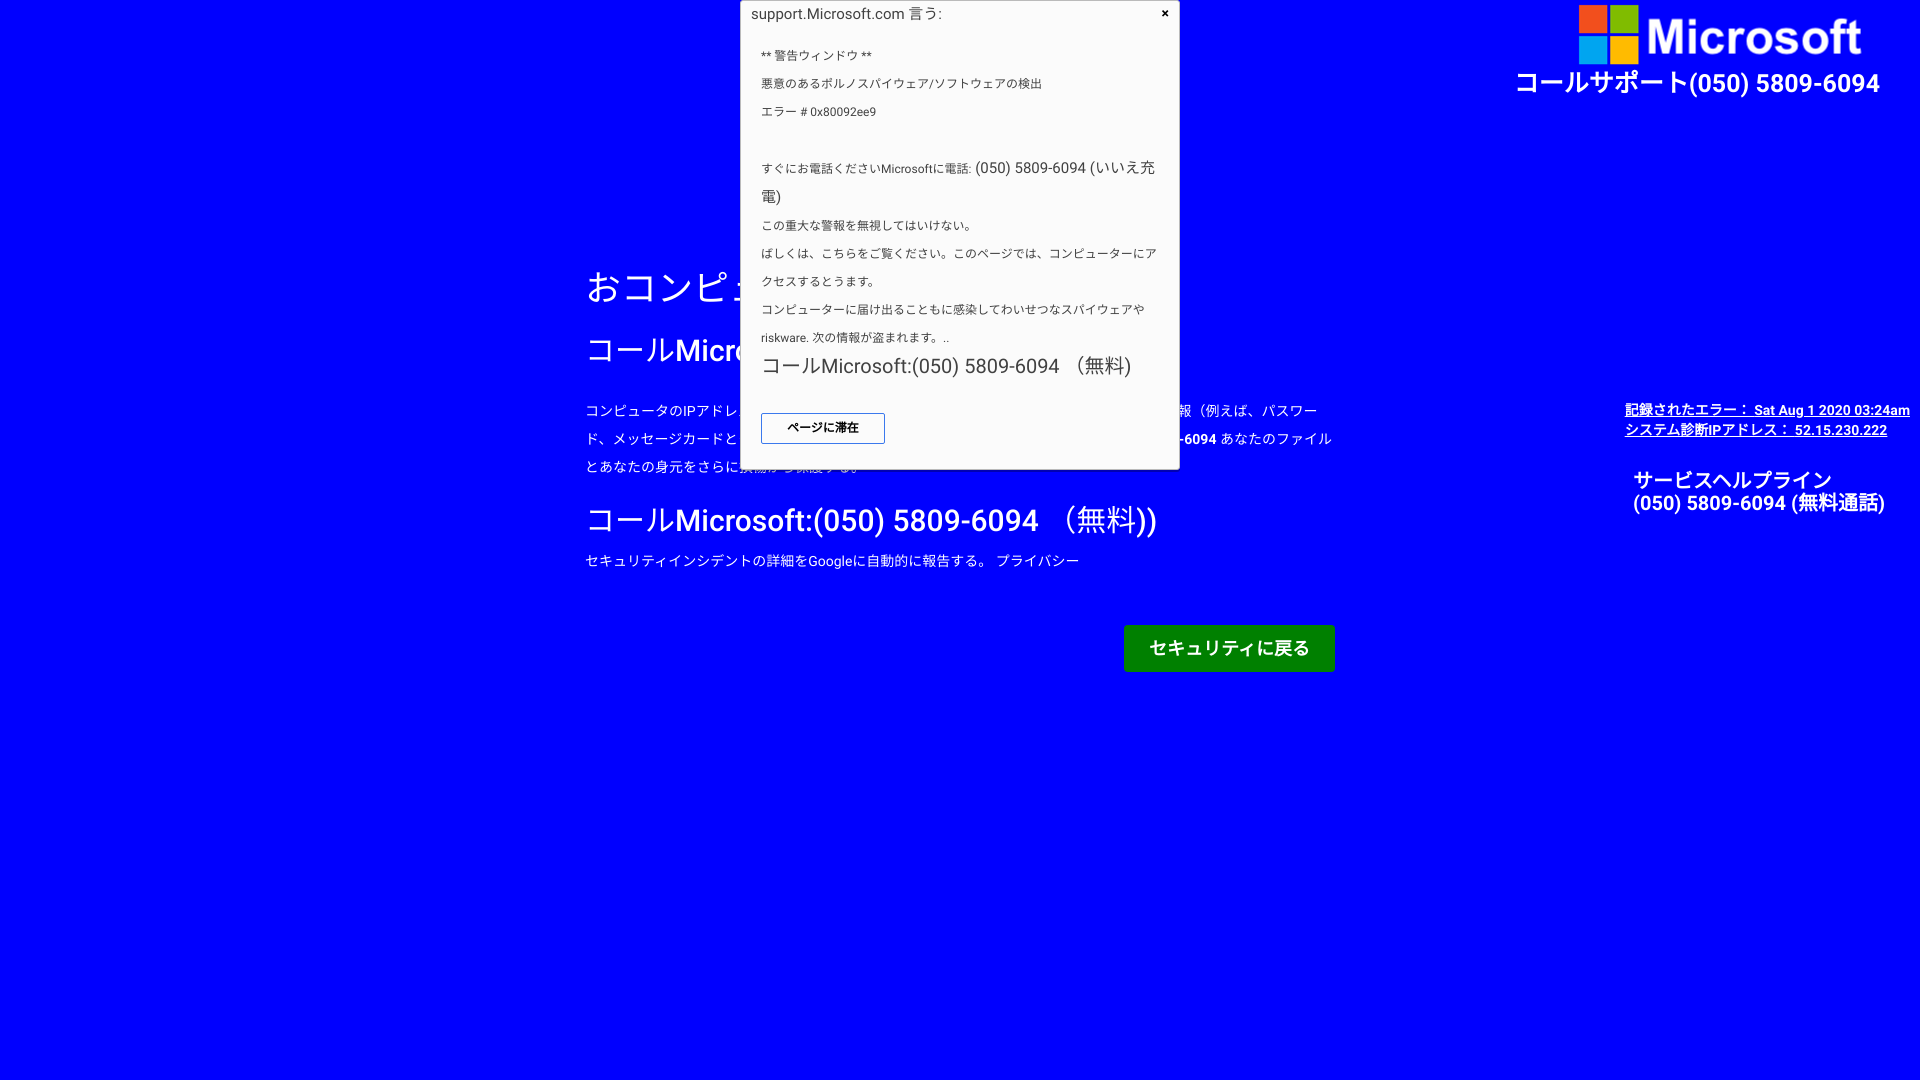 support.Microsoft.com 言う:
×
** 警告ウィンドウ **
悪意のあるポルノスパイウェア/ソフトウェアの検出
エラー # 0x80092ee9
すぐにお電話くださいMicrosoftに電話: (050) 5809-6094 (いいえ充
電)
この重大な警報を無視してはいけない。
ばしくは、こちらをご覧ください。このページでは、コンピューターにア
クセスするとうます。
コンピューターに届け出ることもに感染してわいせつなスパイウェアや
riskware. 次の情報が盗まれます。..
コールMicrosoft:(050) 5809-6094 （無料)
ページに滞在
Microsoft
コールサポート(050) 5809-6094
おコンピュ
コールMicro
コンピュータのIPアドレ 報（例えば、パスワー
ド、メッセージカードと -6094 あなたのファイル
とあなたの身元をさらに
コールMicrosoft:(050) 5809-6094 （無料))
セキュリティインシデントの詳細をGoogleに自動的に報告する。 プライバシー
セキュリティに戻る
記録されたエラー： Sat Aug 1 2020 03:24am
システム診断IPアドレス： 52.15.230.222
サービスヘルプライン
(050) 5809-6094 (無料通話)